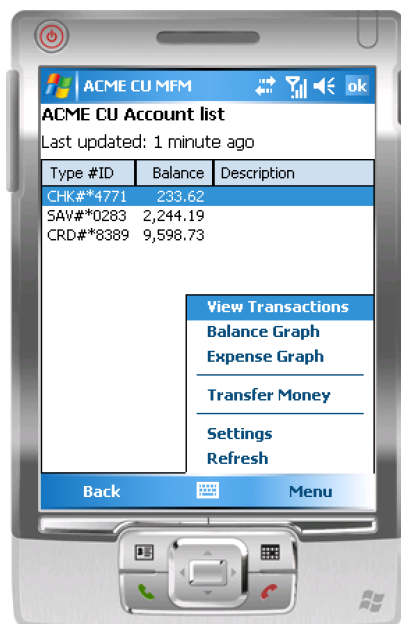 ACME CU MFM ok
ACME CU Account list
Last updated: 1 minute ago
Type #ID Balance Description
CHK#*4771 233.62
SAV#*0283 2,244.19
CRD#*8389 9,598.73
View Transactions
Balance Graph
Expense Graph
Transfer Money
Settings
Refresh
Back Menu